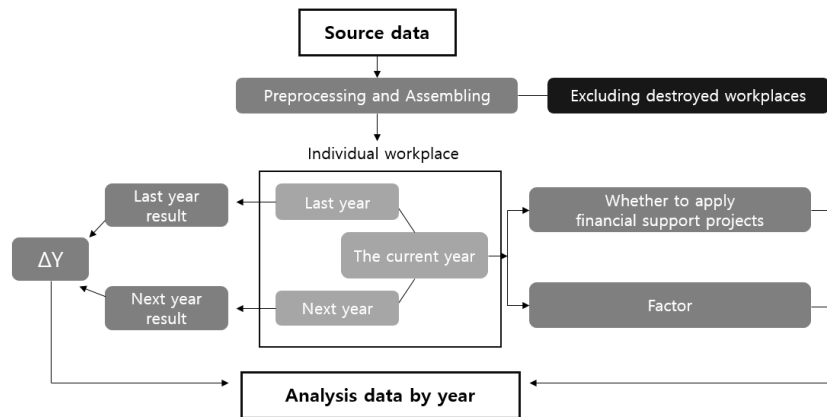 Source data
Preprocessing and Assembling
Excluding destroyed workplaces
Individual workplace
Last year
result
Last year
Whether to apply
financial support projects
ΔY
The current year
Next year
result
Next year
Factor
Analysis data by year